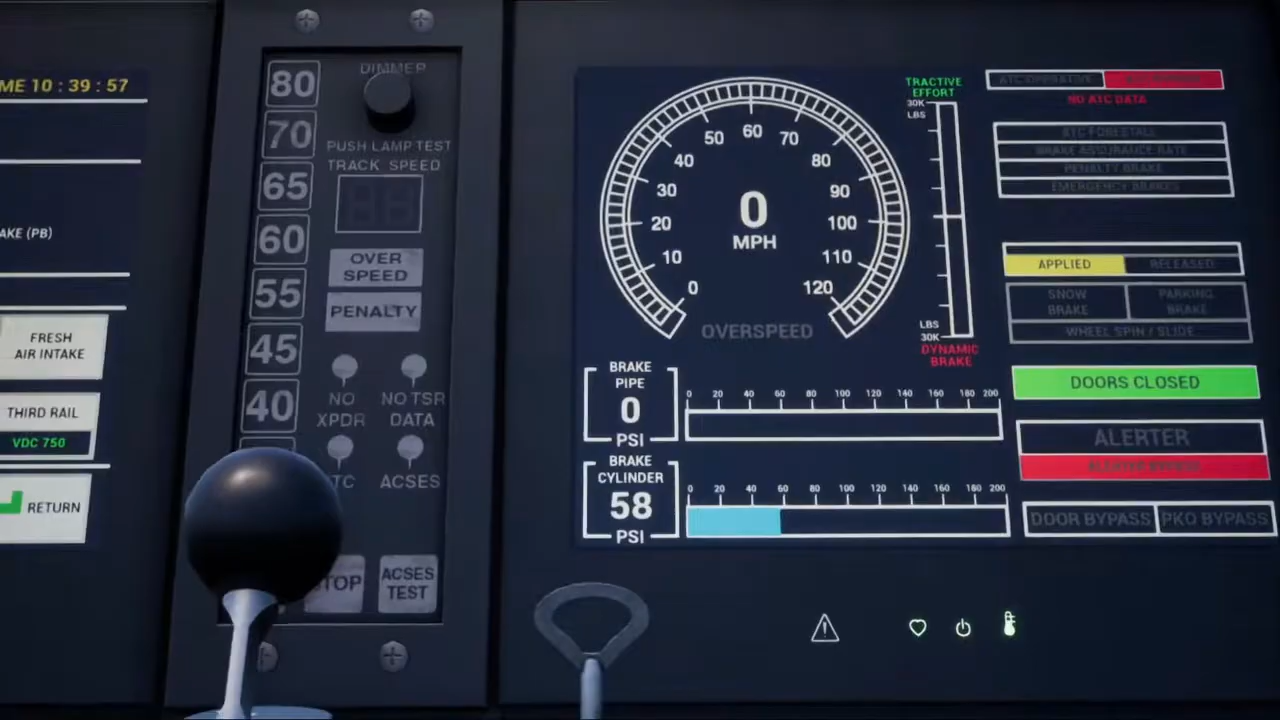 ME 10 : 39 : 57
AKE (PB)
FRESH
AIR INTAKE
THIRD RAIL
VDC 750
RETURN
80
70
65
60
55
45
40
DIMMER
PUSH LAMP TEST
TRACK SPEED
OVER
SPEED
PENALTY
NO
XPDR
NO TSR
DATA
TC
ACSES
TOP
ACSES
TEST
0
10
20
30
40
50
60
70
80
90
100
110
120
0
MPH
OVERSPEED
TRACTIVE
EFFORT
30K
LBS
LBS
30K
DYNAMIC
BRAKE
BRAKE
PIPE
0
PSI
0 20 40 60 80 100 120 140 160 180 200
BRAKE
CYLINDER
58
PSI
0 20 40 60 80 100 120 140 160 180 200
ATC OPERATIVE
NO ATC DATA
ATC FORESTALL
BRAKE ASSURANCE RATE
PENALTY BRAKE
EMERGENCY BRAKES
APPLIED
RELEASED
SNOW
BRAKE
PARKING
BRAKE
WHEEL SPIN / SLIDE
DOORS CLOSED
ALERTER
ALERTER BYPASS
DOOR BYPASS
PKO BYPASS